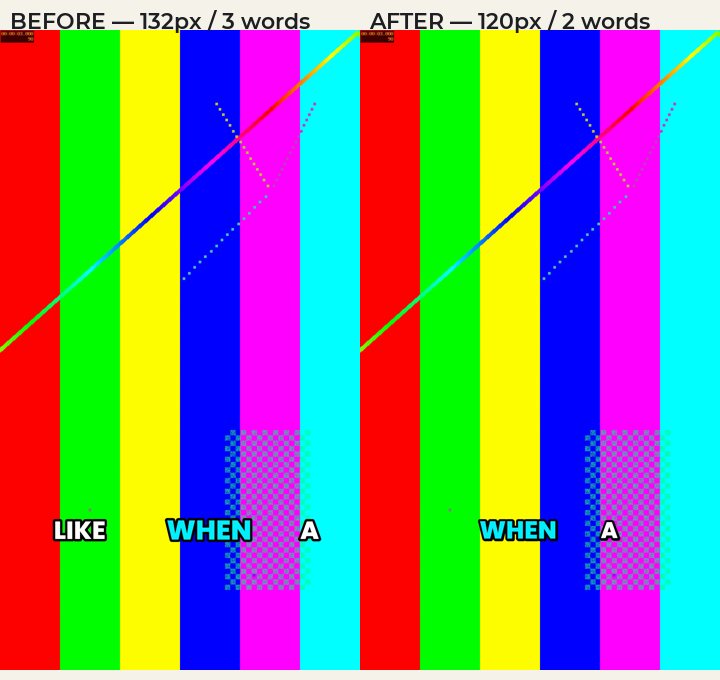 BEFORE — 132px / 3 words
AFTER — 120px / 2 words
LIKE WHEN A
WHEN A